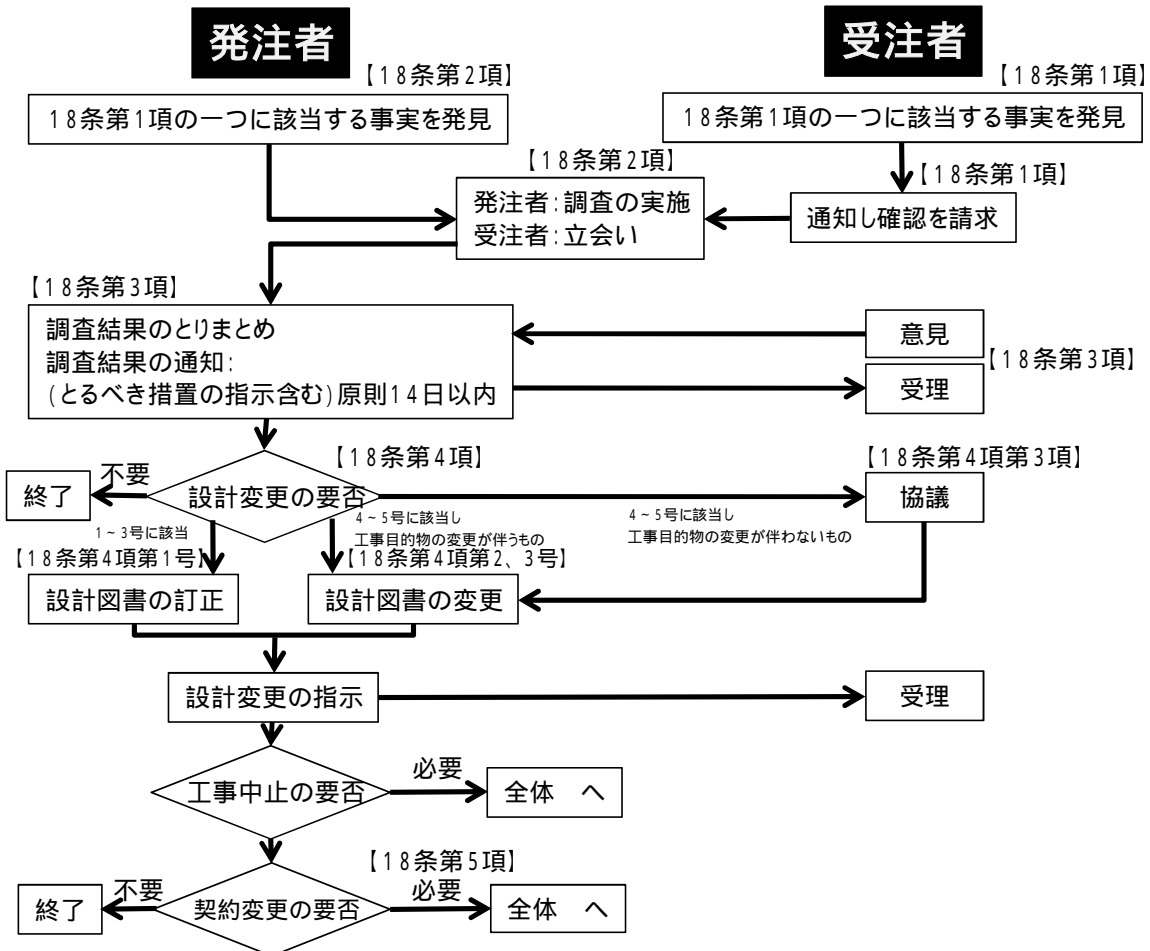 発注者
受注者
【18条第2項】
【18条第1項】
18条第1項の一つに該当する事実を発見
18条第1項の一つに該当する事実を発見
【18条第2項】
【18条第1項】
発注者:調査の実施
受注者:立会い
通知し確認を請求
【18条第3項】
調査結果のとりまとめ
調査結果の通知:
(とるべき措置の指示含む)原則14日以内
意見
【18条第3項】
受理
【18条第4項】
【18条第4項第3項】
不要
終了
設計変更の要否
協議
1~3号に該当
4~5号に該当し
工事目的物の変更が伴うもの
4~5号に該当し
工事目的物の変更が伴わないもの
【18条第4項第1号】
【18条第4項第2、3号】
設計図書の訂正
設計図書の変更
設計変更の指示
受理
工事中止の要否
必要
全体 へ
【18条第5項】
不要
必要
終了
契約変更の要否
全体 へ